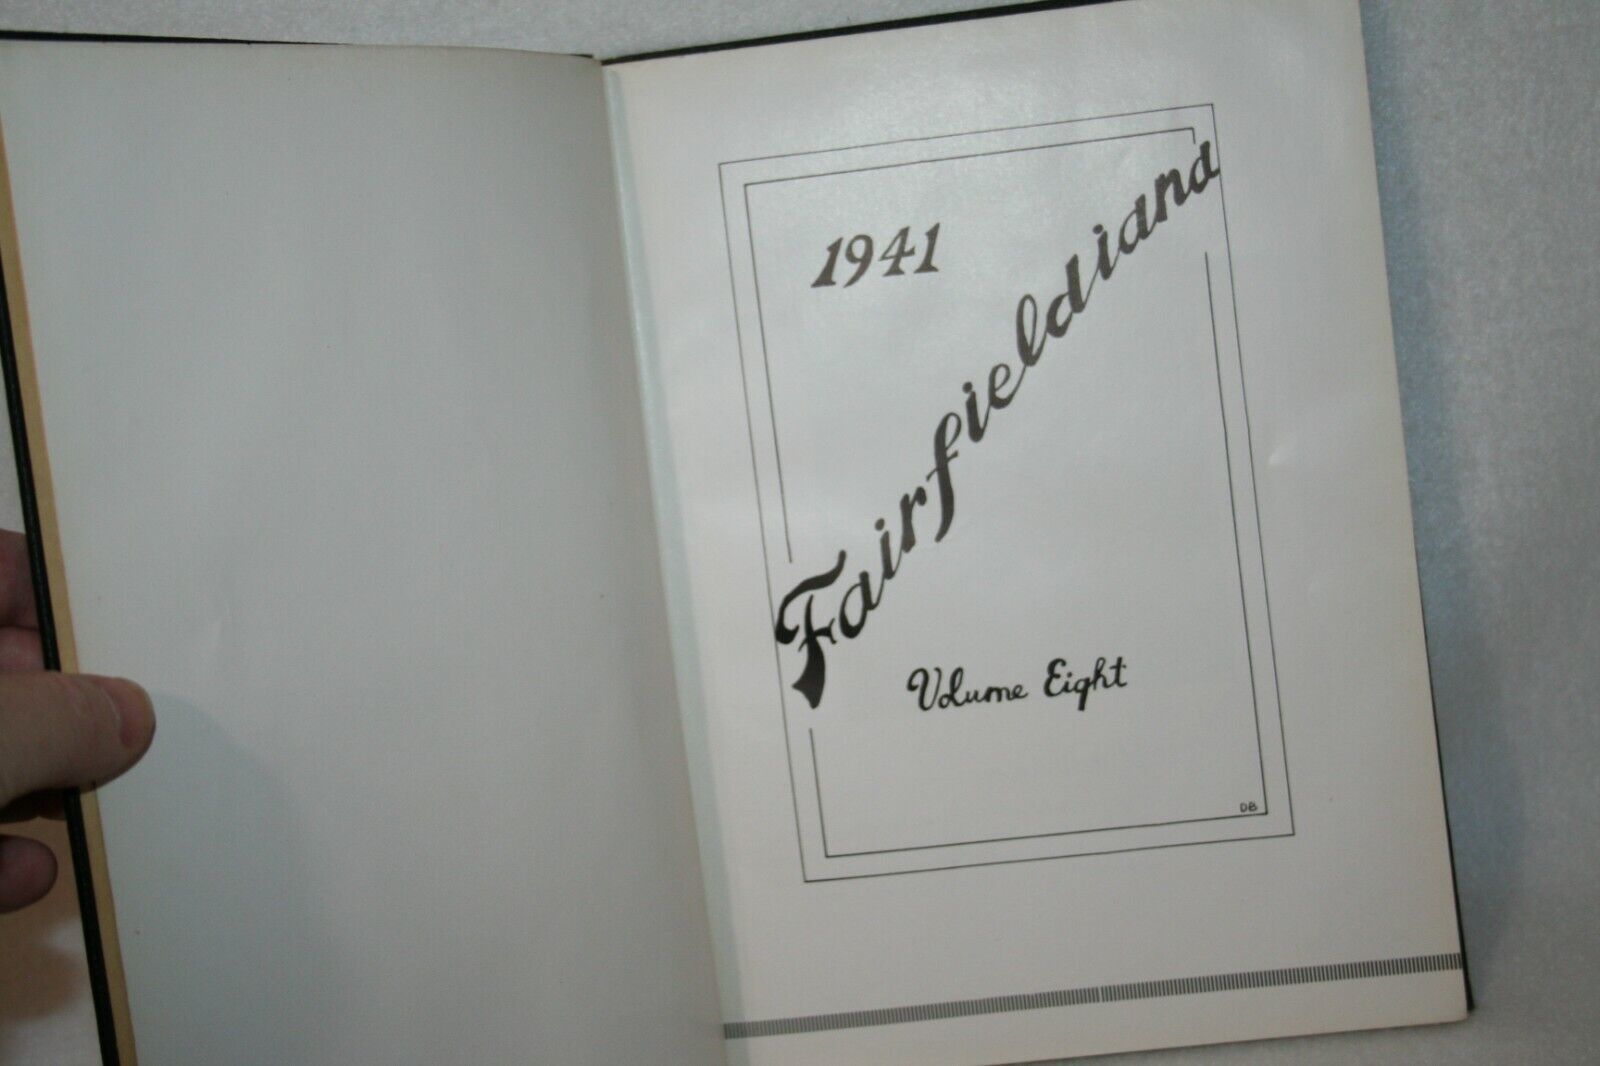 1941
Fairfieldiana
Volume Eight
DB